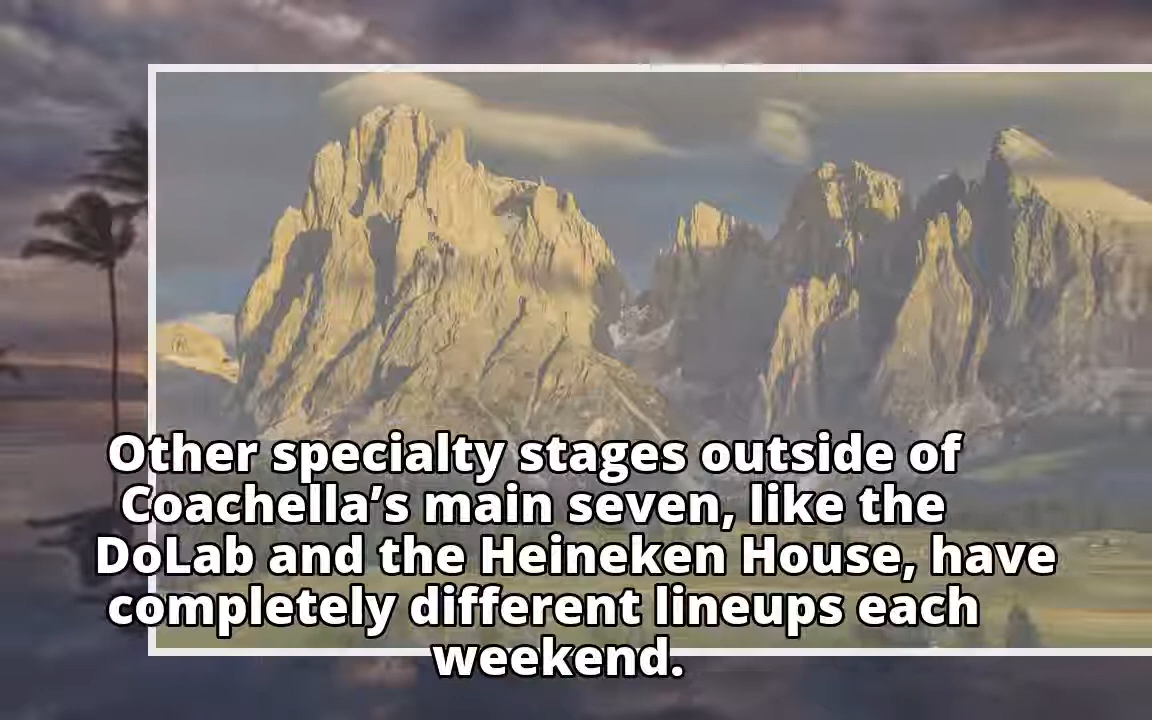 Other specialty stages outside of
Coachella’s main seven, like the
DoLab and the Heineken House, have
completely different lineups each
weekend.